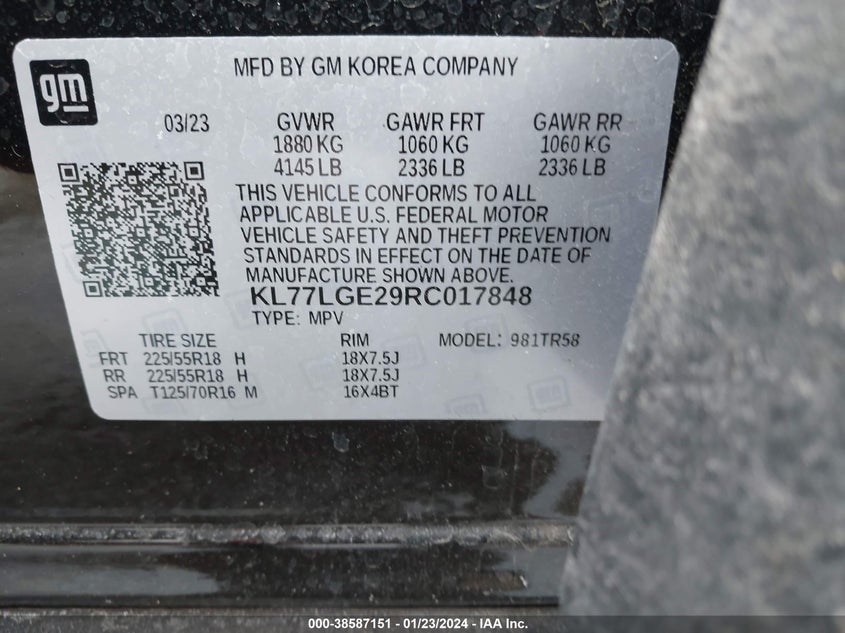 gm
MFD BY GM KOREA COMPANY
03/23 GVWR GAWR FRT GAWR RR
1880 KG 1060 KG 1060 KG
4145 LB 2336 LB 2336 LB
THIS VEHICLE CONFORMS TO ALL
APPLICABLE U.S. FEDERAL MOTOR
VEHICLE SAFETY AND THEFT PREVENTION
STANDARDS IN EFFECT ON THE DATE OF
MANUFACTURE SHOWN ABOVE.
KL77LGE29RC017848
TYPE: MPV
TIRE SIZE RIM MODEL: 981TR58
FRT 225/55R18 H 18X7.5J
RR 225/55R18 H 18X7.5J
SPA T125/70R16 M 16X4BT
000-38587151 - 01/23/2024 - IAA Inc.